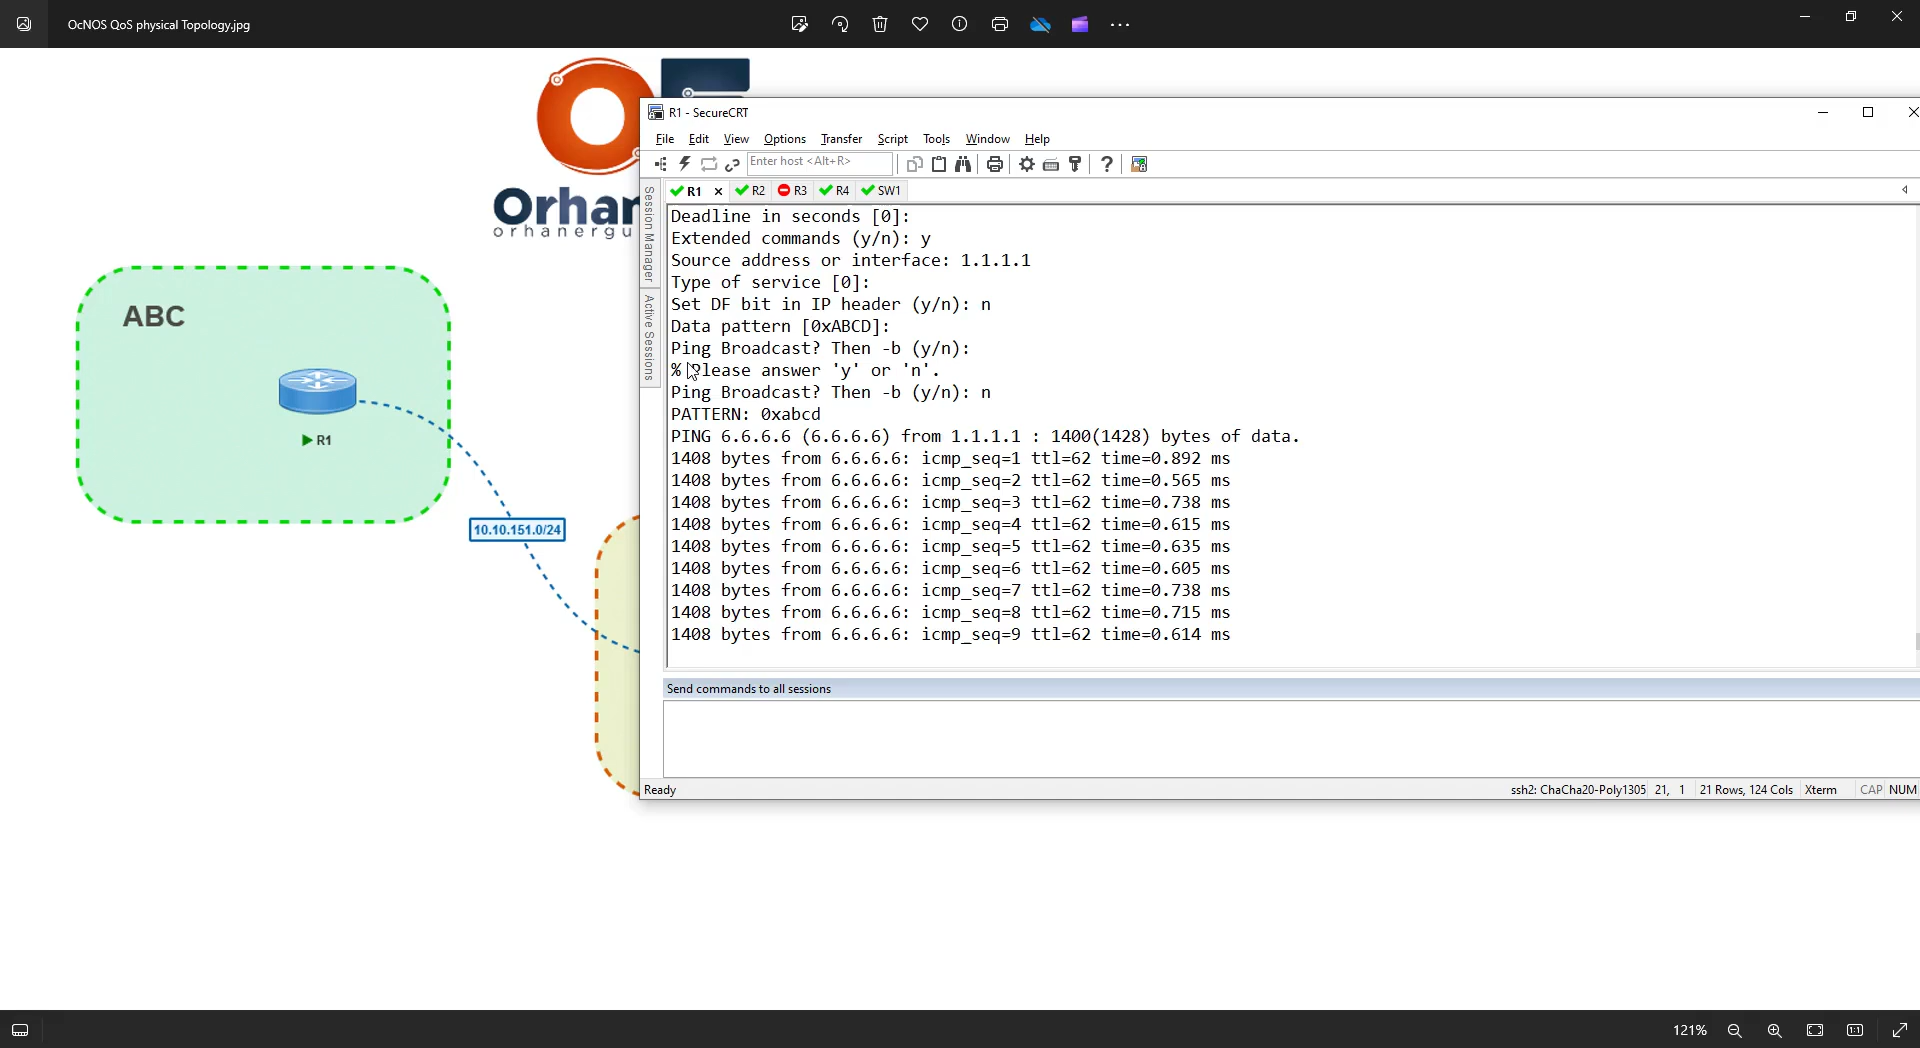 OcNOS QoS physical Topology.jpg
Orhan
orhanergu
R1 - SecureCRT
File Edit View Options Transfer Script Tools Window Help
Enter host <Alt+R>
R1 R2 R3 R4 SW1
Session Manager
Active Sessions
Deadline in seconds [0]:
Extended commands (y/n): y
Source address or interface: 1.1.1.1
Type of service [0]:
Set DF bit in IP header (y/n): n
Data pattern [0xABCD]:
Ping Broadcast? Then -b (y/n):
% Please answer 'y' or 'n'.
Ping Broadcast? Then -b (y/n): n
PATTERN: 0xabcd
PING 6.6.6.6 (6.6.6.6) from 1.1.1.1 : 1400(1428) bytes of data.
1408 bytes from 6.6.6.6: icmp_seq=1 ttl=62 time=0.892 ms
1408 bytes from 6.6.6.6: icmp_seq=2 ttl=62 time=0.565 ms
1408 bytes from 6.6.6.6: icmp_seq=3 ttl=62 time=0.738 ms
1408 bytes from 6.6.6.6: icmp_seq=4 ttl=62 time=0.615 ms
1408 bytes from 6.6.6.6: icmp_seq=5 ttl=62 time=0.635 ms
1408 bytes from 6.6.6.6: icmp_seq=6 ttl=62 time=0.605 ms
1408 bytes from 6.6.6.6: icmp_seq=7 ttl=62 time=0.738 ms
1408 bytes from 6.6.6.6: icmp_seq=8 ttl=62 time=0.715 ms
1408 bytes from 6.6.6.6: icmp_seq=9 ttl=62 time=0.614 ms
Send commands to all sessions
Ready ssh2: ChaCha20-Poly1305 21, 1 21 Rows, 124 Cols Xterm CAP NUM
ABC
R1
10.10.151.0/24
121%
1:1